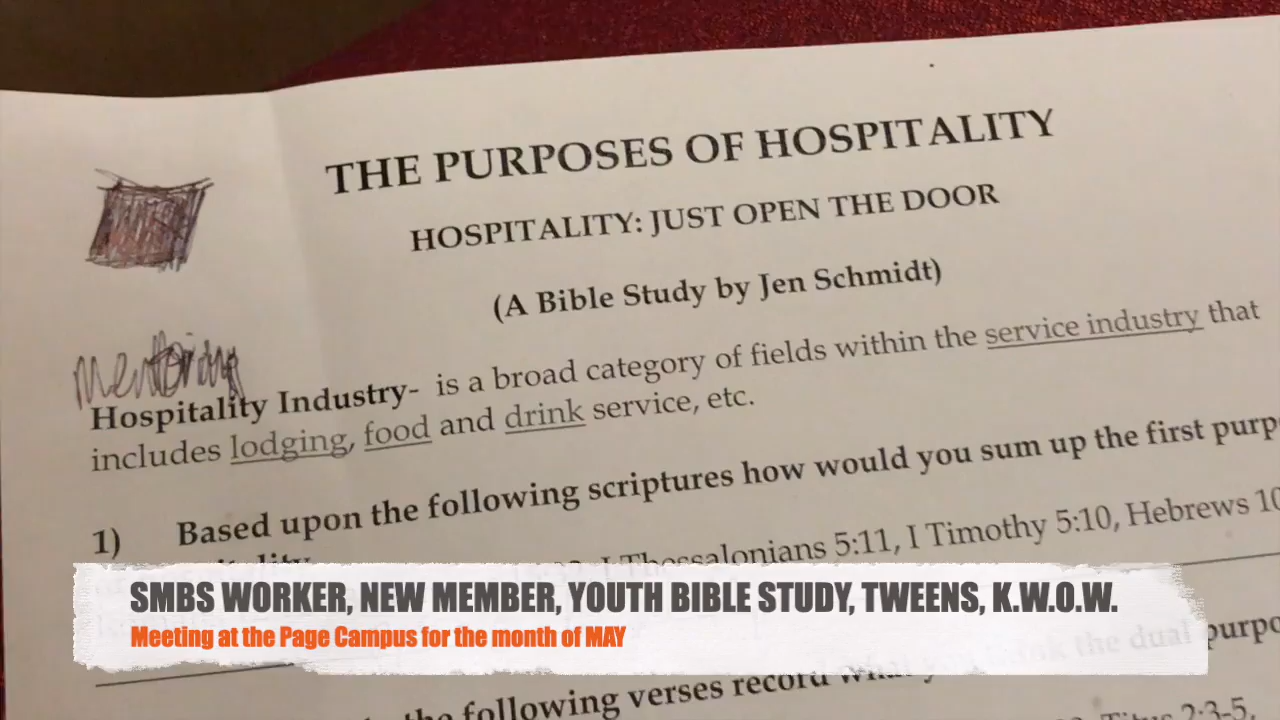 THE PURPOSES OF HOSPITALITY
HOSPITALITY: JUST OPEN THE DOOR
(A Bible Study by Jen Schmidt)
Mentoring
Hospitality Industry- is a broad category of fields within the service industry that
includes lodging, food and drink service, etc.
1) Based upon the following scriptures how would you sum up the first
I Thessalonians 5:11, I Timothy 5:10, Hebrews
SMBS WORKER, NEW MEMBER, YOUTH BIBLE STUDY, TWEENS, K.W.O.W.
Meeting at the Page Campus for the month of MAY
the dual
the following verses record what
Titus 2:3-5,